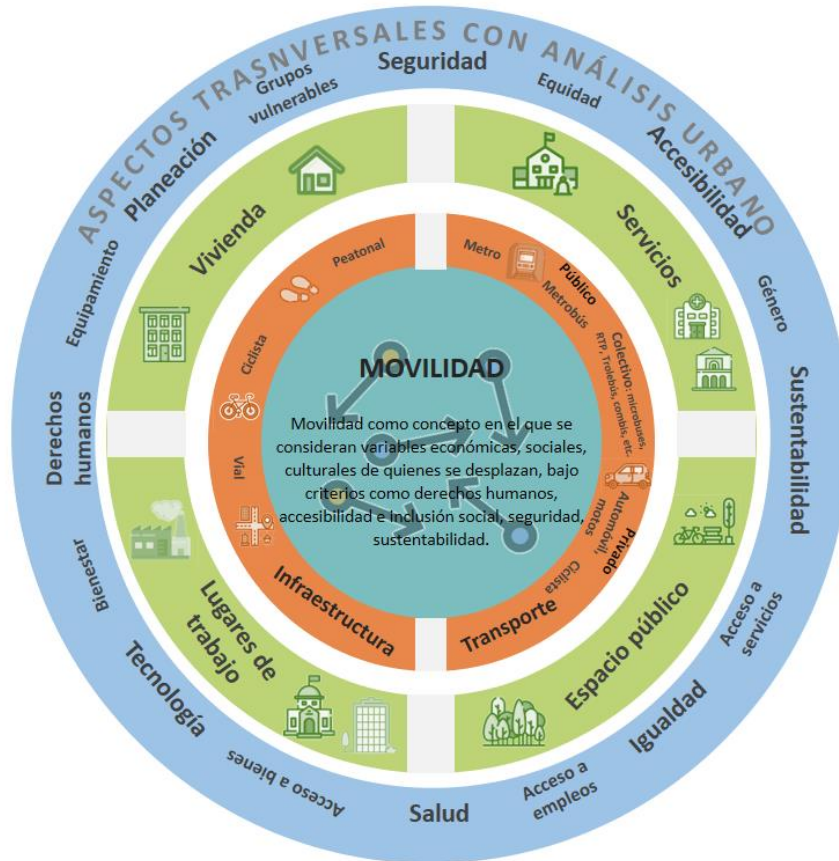 ASPECTOS TRASNVERSALES CON ANÁLISIS URBANO
Seguridad
Equidad
Accesibilidad
Género
Sustentabilidad
Acceso a
servicios
Igualdad
Acceso a
empleos
Salud
Acceso a bienes
Tecnología
Bienestar
Derechos
humanos
Equipamiento
Planeación
Grupos
vulnerables
Vivienda
Servicios
Espacio público
Lugares de
trabajo
Peatonal
Ciclista
Vial
Infraestructura
Metro
Público
Metrobús
Colectivo: microbuses,
RTP, Trolebús, combis, etc.
Automóvil,
motos
Privado
Ciclista
Transporte
MOVILIDAD
Movilidad como concepto en el que se
consideran variables económicas, sociales,
culturales de quienes se desplazan, bajo
criterios como derechos humanos,
accesibilidad e inclusión social, seguridad,
sustentabilidad.